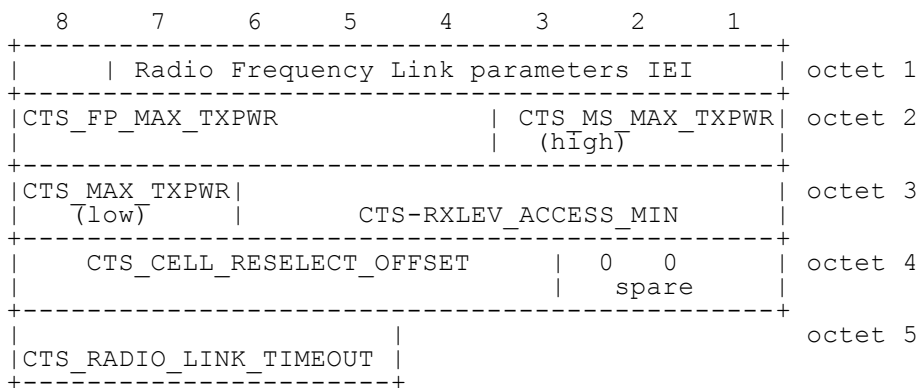 8 7 6 5 4 3 2 1
Radio Frequency Link parameters IEI octet 1
CTS_FP_MAX_TXPWR CTS_MS_MAX_TXPWR octet 2
(high)
CTS_MAX_TXPWR octet 3
(low) CTS-RXLEV_ACCESS_MIN
CTS_CELL_RESELECT_OFFSET 0 0 octet 4
spare
octet 5
CTS_RADIO_LINK_TIMEOUT